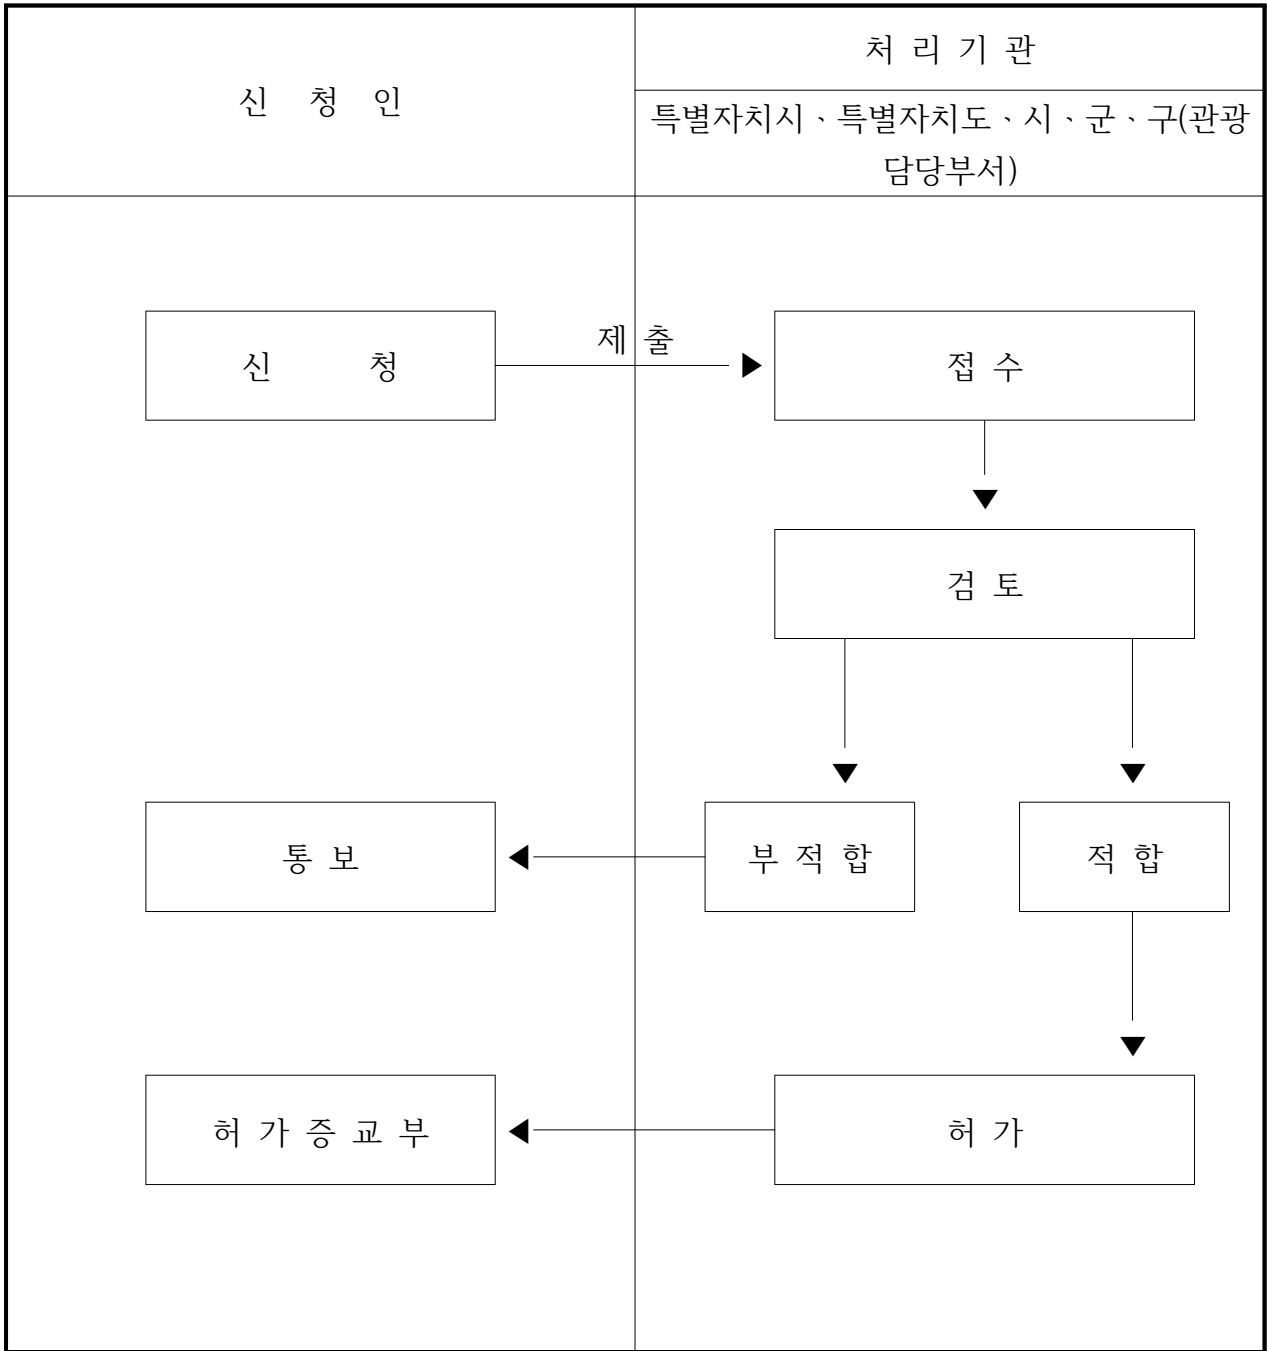 신 청 인
처 리 기 관
특별자치시ㆍ특별자치도ㆍ시ㆍ군ㆍ구(관광
담당부서)
제 출
신 청
접 수
검 토
통 보
부 적 합
적 합
허 가 증 교 부
허 가